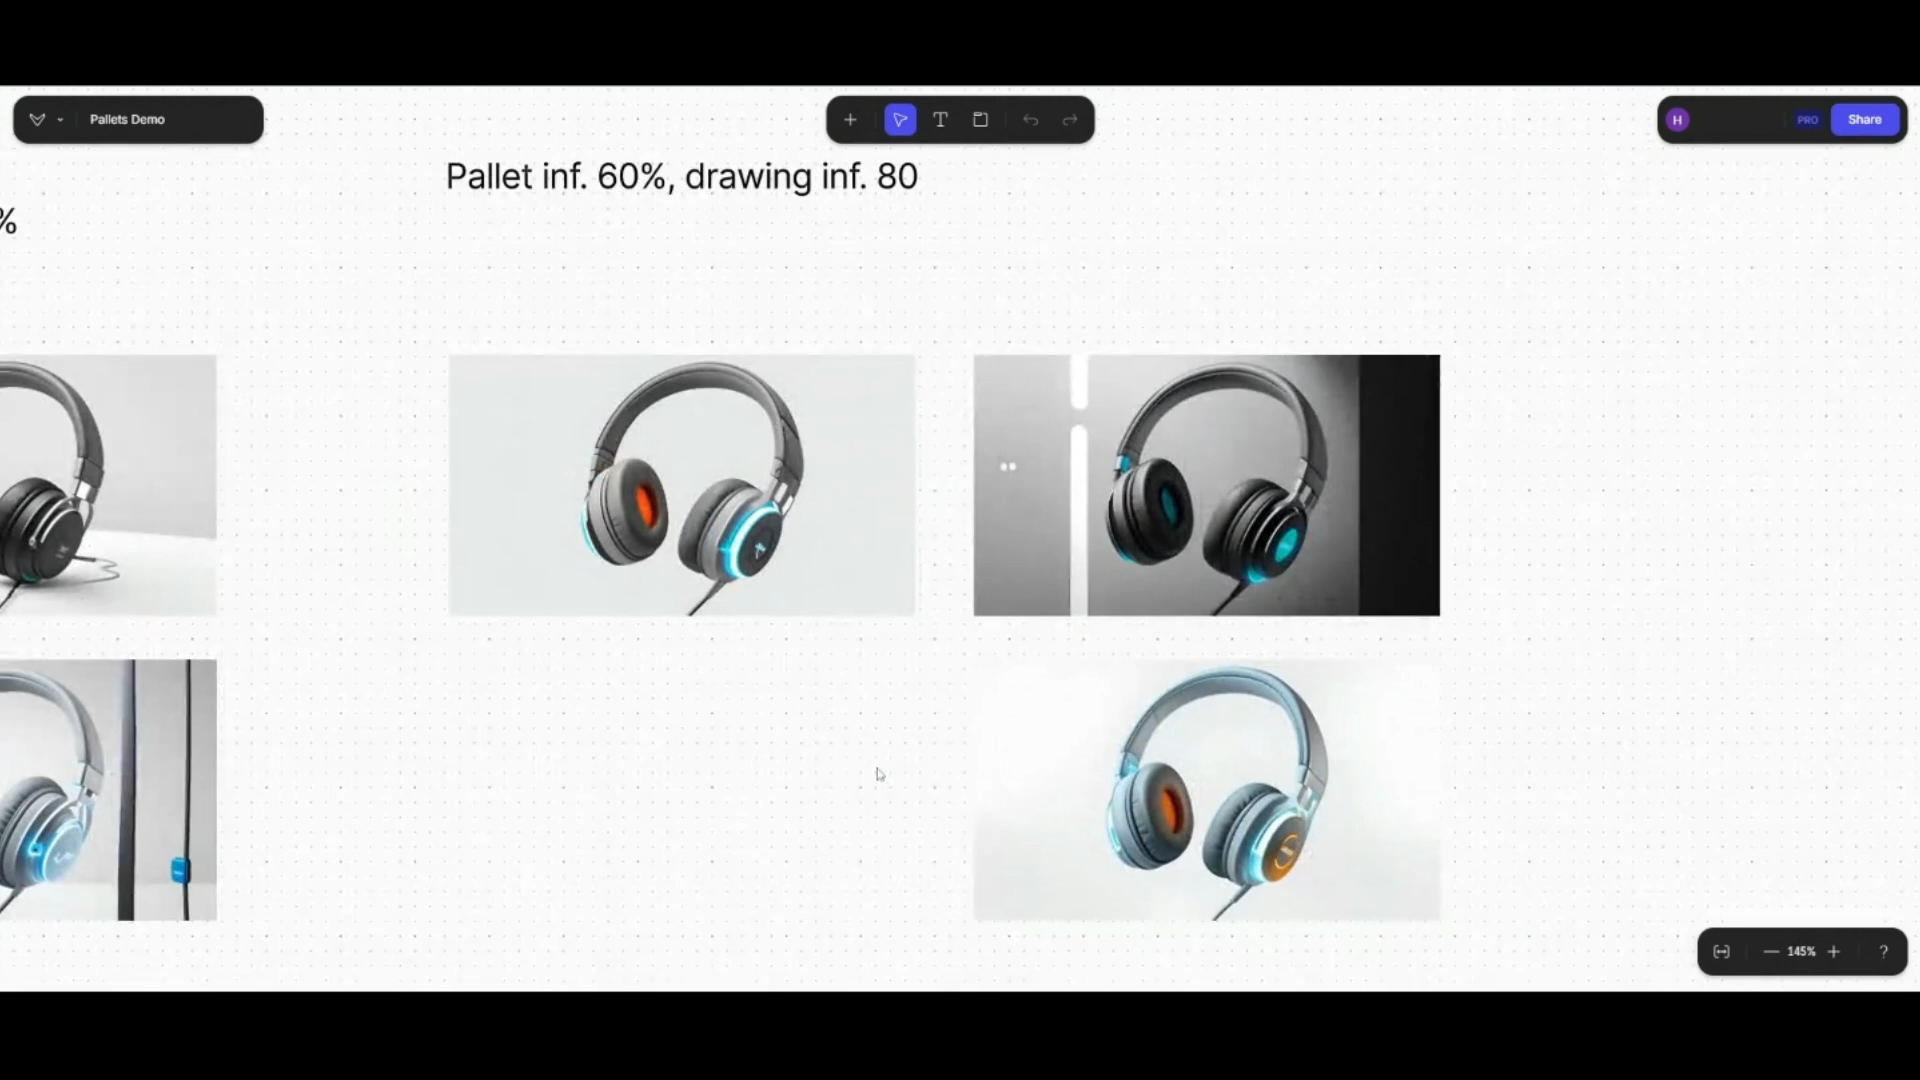 Pallets Demo
T
H
PRO
Share
Pallet inf. 60%, drawing inf. 80
%
145%
?